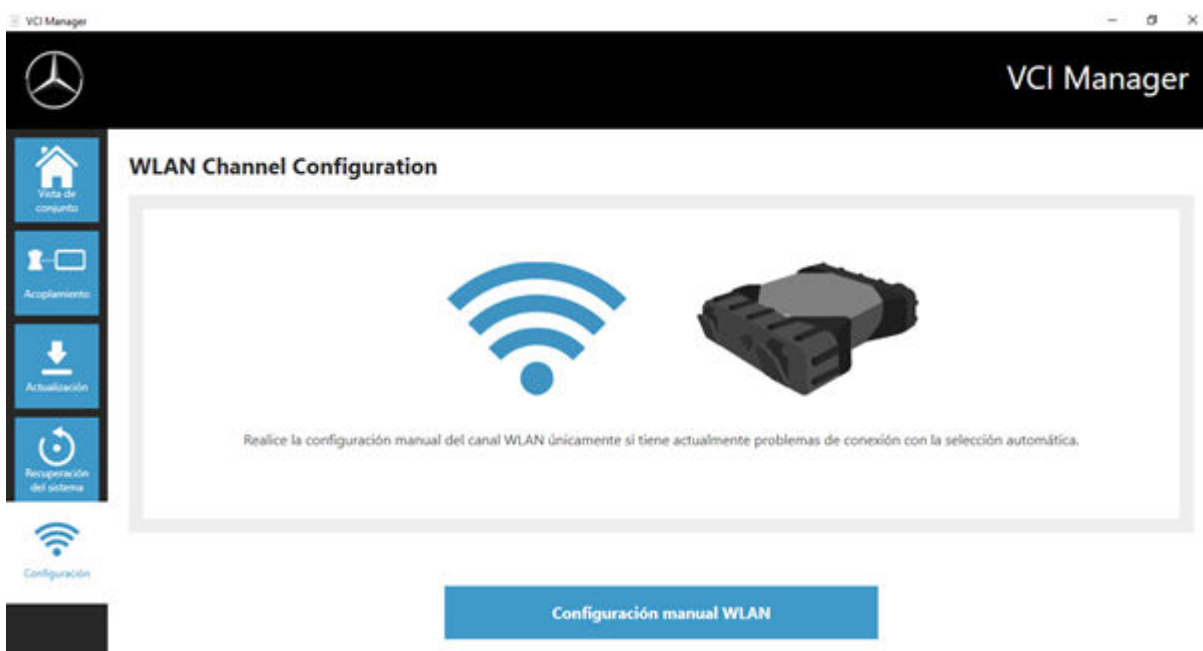 VCI Manager
VCI Manager
Vista de
conjunto
Acoplamiento
Actualización
Recuperación
del sistema
Configuración
WLAN Channel Configuration
Realice la configuración manual del canal WLAN únicamente si tiene actualmente problemas de conexión con la selección automática.
Configuración manual WLAN